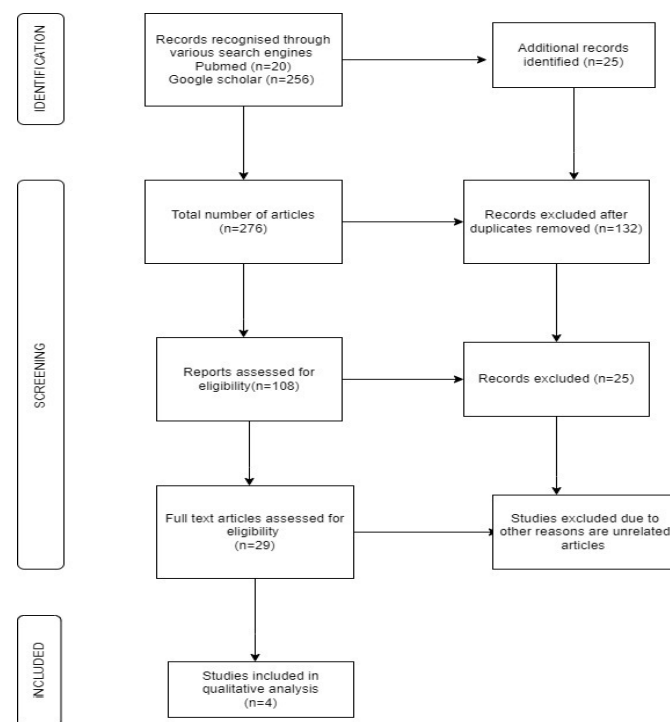 IDENTIFICATION
Records recognised through
various search engines
Pubmed (n=20)
Google scholar (n=256)
Additional records
identified (n=25)
SCREENING
Total number of articles
(n=276)
Records excluded after
duplicates removed (n=132)
Reports assessed for
eligibility(n=108)
Records excluded (n=25)
Full text articles assessed for
eligibility
(n=29)
Studies excluded due to
other reasons are unrelated
articles
INCLUDED
Studies included in
qualitative analysis
(n=4)